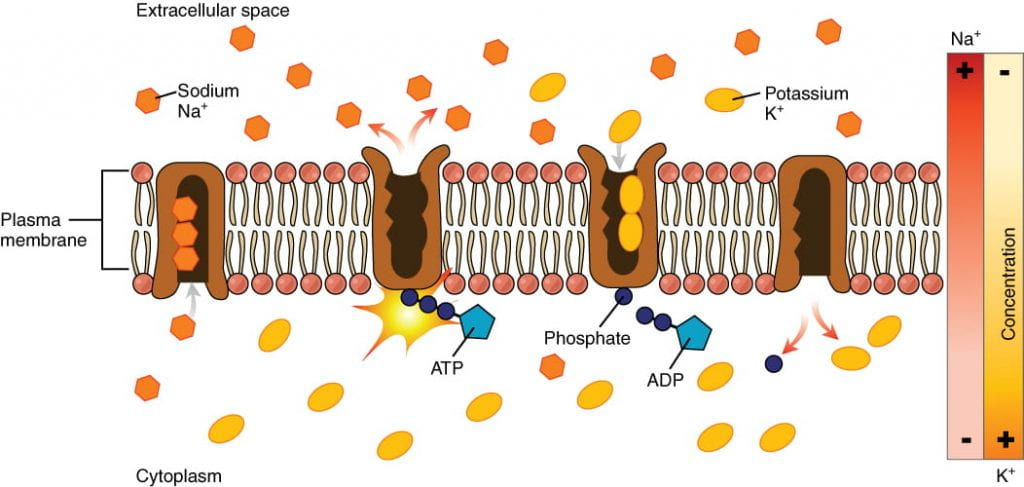 Extracellular space
Na⁺
+ -
Sodium
Na⁺
Potassium
K⁺
Plasma
membrane
Concentration
Phosphate
ATP
ADP
- +
Cytoplasm
K⁺